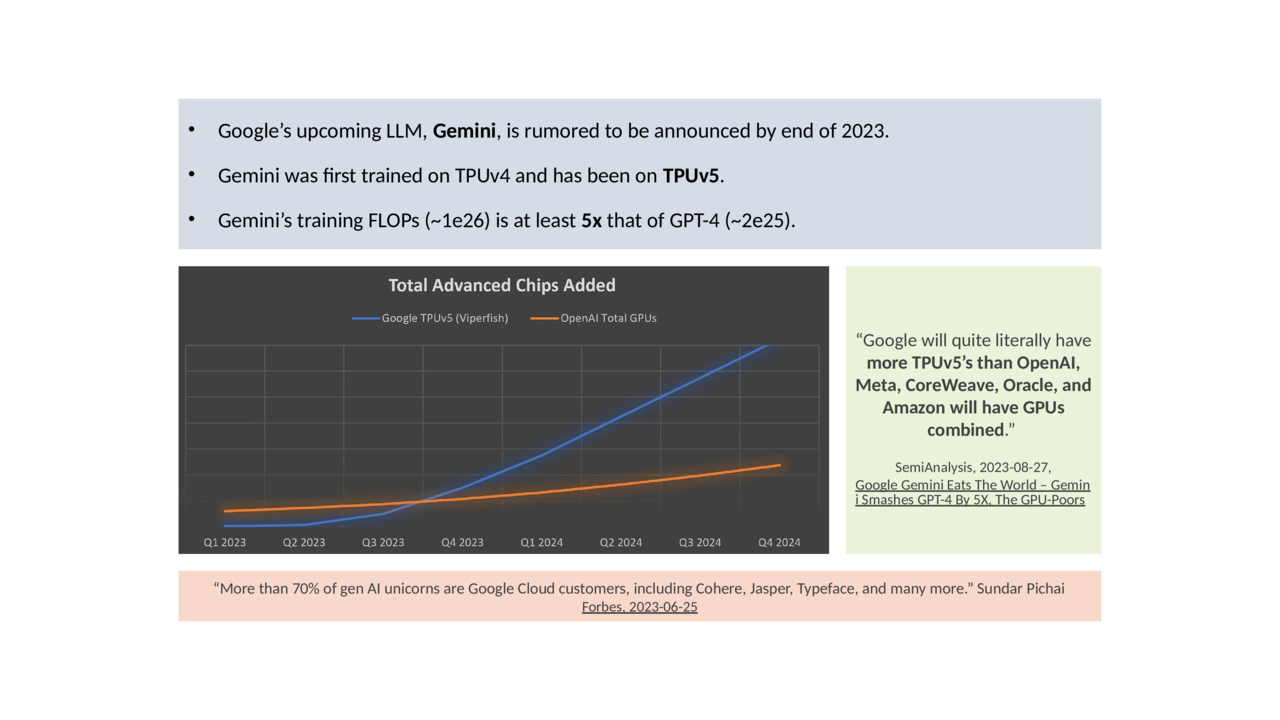 • Google’s upcoming LLM, Gemini, is rumored to be announced by end of 2023.
• Gemini was first trained on TPUv4 and has been on TPUv5.
• Gemini’s training FLOPs (~1e26) is at least 5x that of GPT-4 (~2e25).
Total Advanced Chips Added
Google TPUv5 (Viperfish) OpenAI Total GPUs
Q1 2023 Q2 2023 Q3 2023 Q4 2023 Q1 2024 Q2 2024 Q3 2024 Q4 2024
“Google will quite literally have
more TPUv5’s than OpenAI,
Meta, CoreWeave, Oracle, and
Amazon will have GPUs
combined.”
SemiAnalysis, 2023-08-27,
Google Gemini Eats The World – Gemin
i Smashes GPT-4 By 5X, The GPU-Poors
“More than 70% of gen AI unicorns are Google Cloud customers, including Cohere, Jasper, Typeface, and many more.” Sundar Pichai
Forbes, 2023-06-25